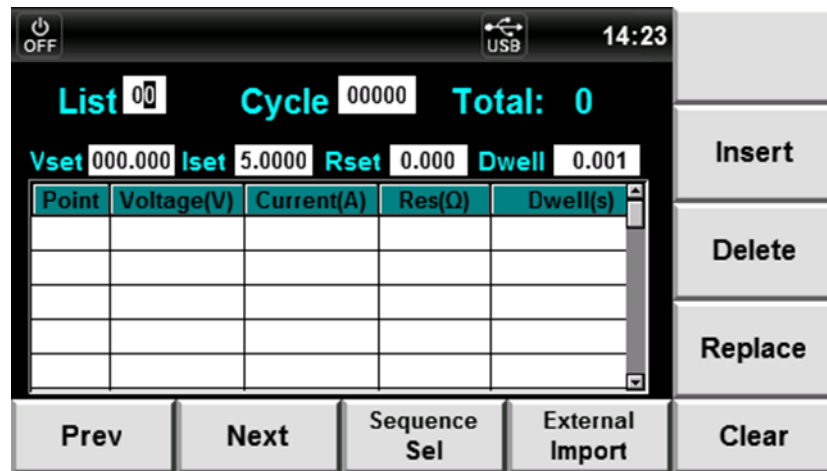 OFF
USB
14:23
List 00 Cycle 00000 Total: 0
Vset 000.000 Iset 5.0000 Rset 0.000 Dwell 0.001
Point Voltage(V) Current(A) Res(Ω) Dwell(s)
Insert
Delete
Replace
Clear
Prev
Next
Sequence
Sel
External
Import